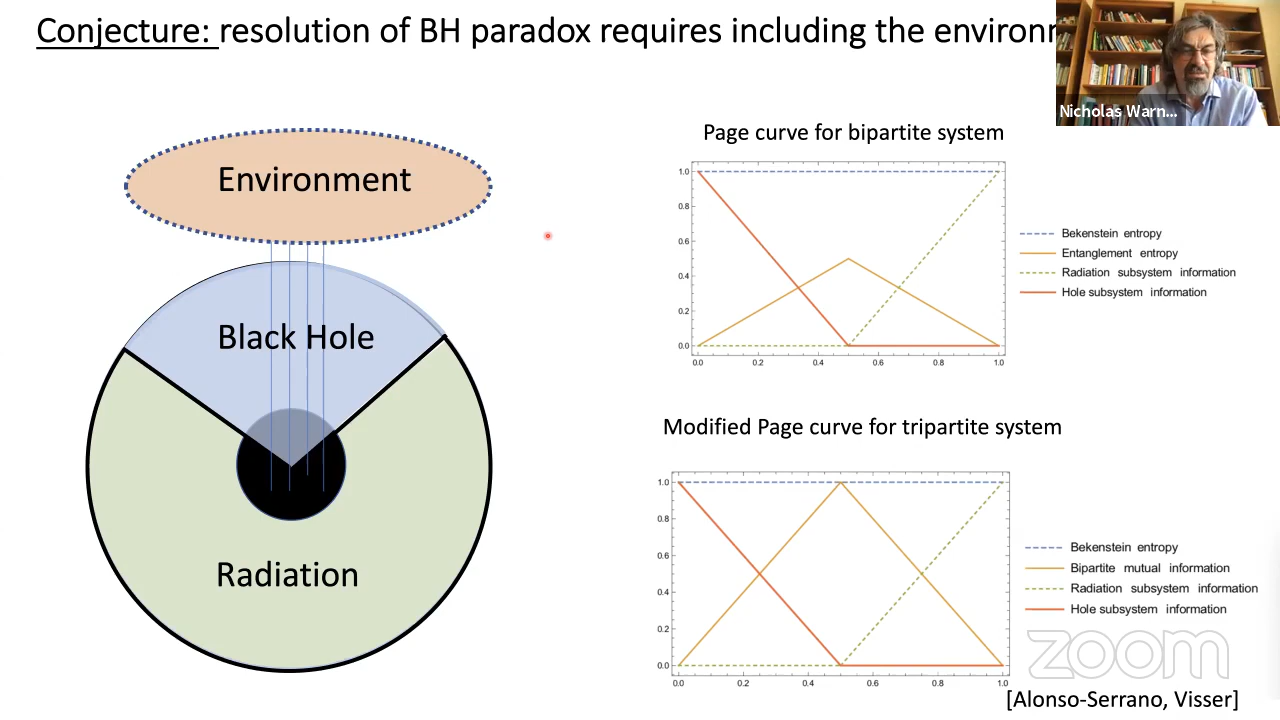 Conjecture: resolution of BH paradox requires including the environm
Nicholas Warn...
Environment
Black Hole
Radiation
Page curve for bipartite system
1.0
0.8
0.6
0.4
0.2
0.0
0.0 0.2 0.4 0.6 0.8 1.0
Bekenstein entropy
Entanglement entropy
Radiation subsystem information
Hole subsystem information
Modified Page curve for tripartite system
1.0
0.8
0.6
0.4
0.2
0.0
0.0 0.2 0.4 0.6 0.8 1.0
Bekenstein entropy
Bipartite mutual information
Radiation subsystem information
Hole subsystem information
zoom
[Alonso-Serrano, Visser]